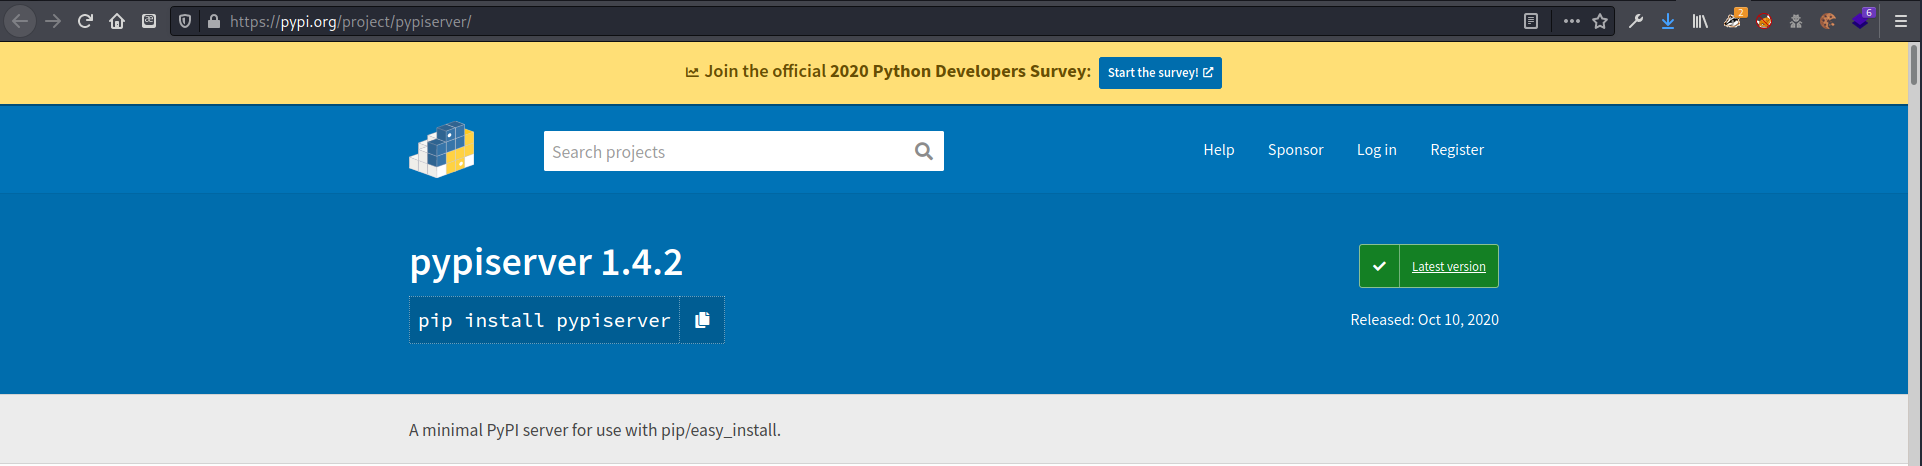 https://pypi.org/project/pypiserver/
2
6
Join the official 2020 Python Developers Survey: Start the survey!
Search projects
Help Sponsor Log in Register
pypiserver 1.4.2
Latest version
pip install pypiserver
Released: Oct 10, 2020
A minimal PyPI server for use with pip/easy_install.